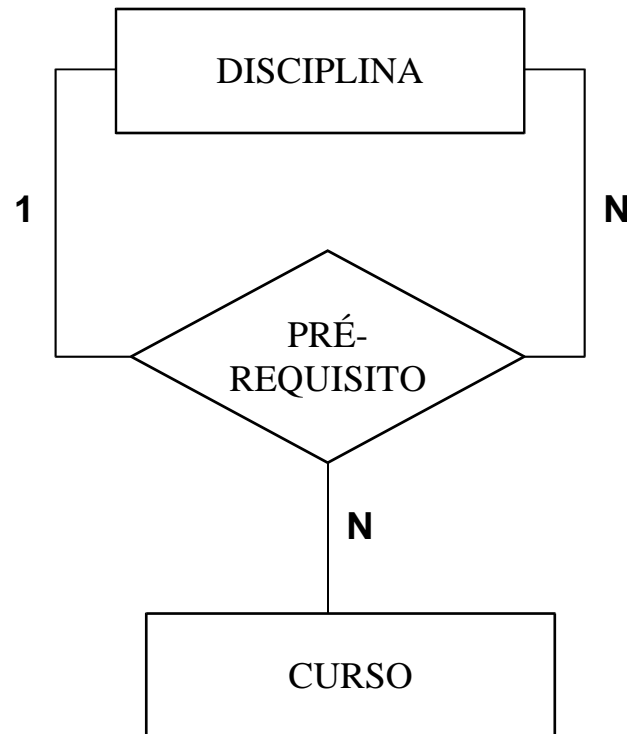 DISCIPLINA
1
N
PRÉ-
REQUISITO
N
CURSO